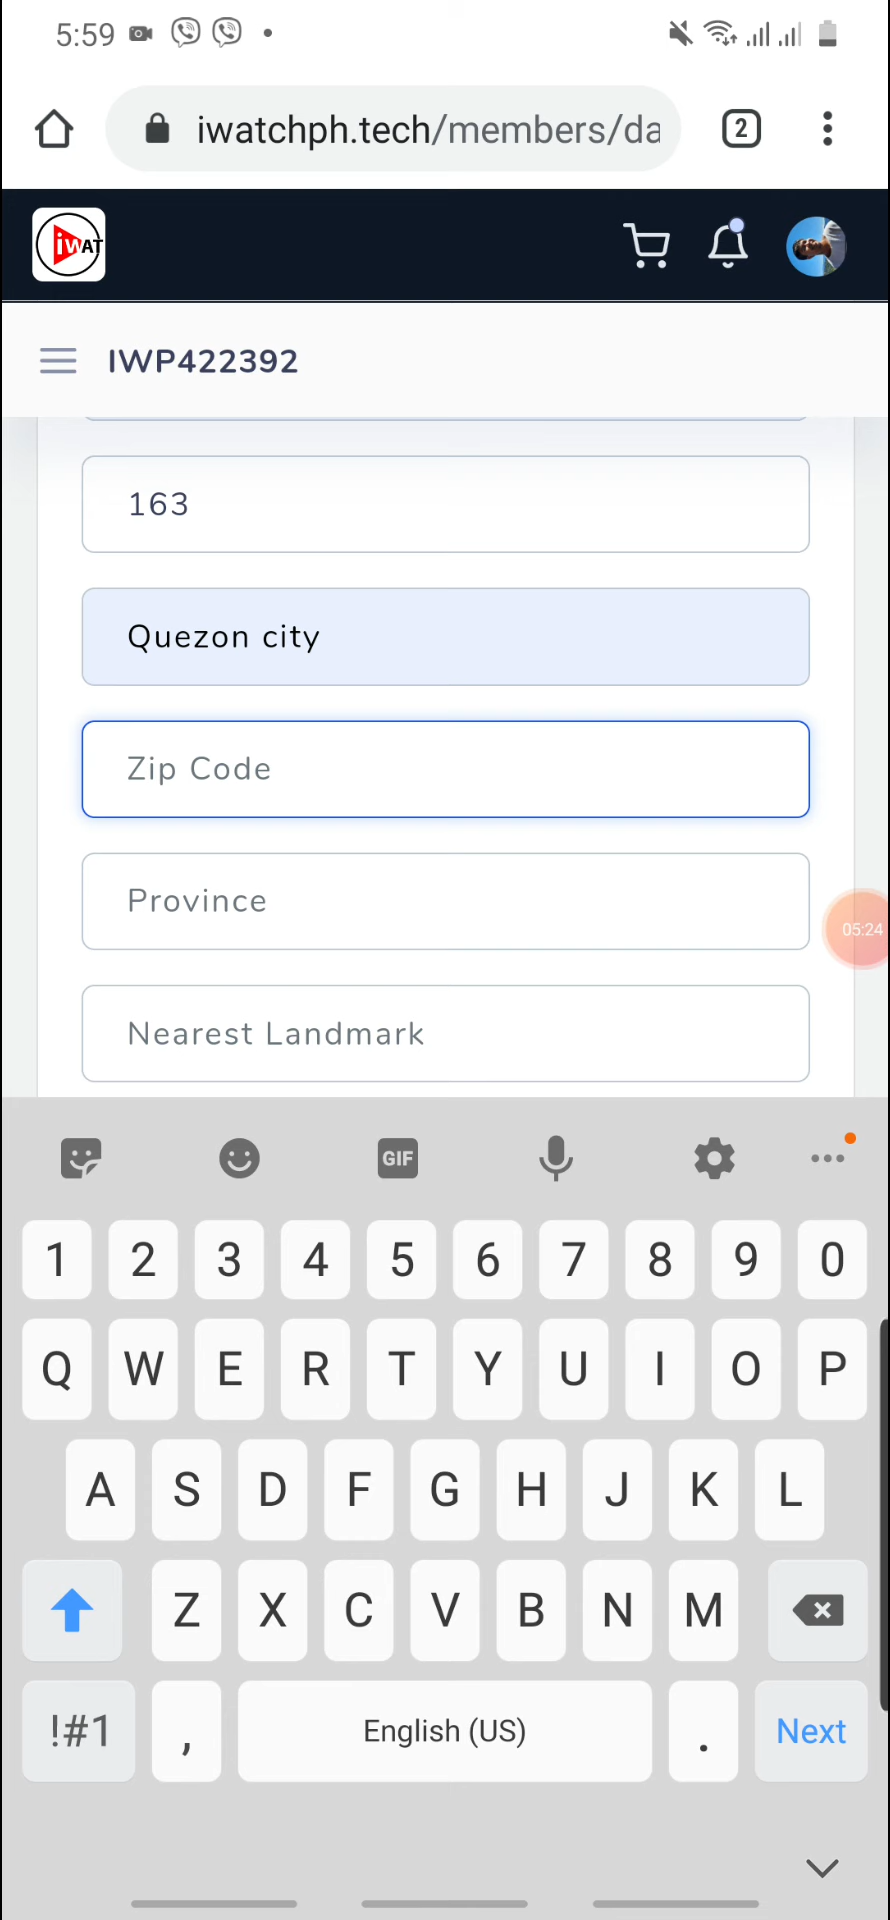 5:59
iwatchph.tech/members/da
2
iWAT
IWP422392
163
Quezon city
Zip Code
Province
05:24
Nearest Landmark
GIF
1 2 3 4 5 6 7 8 9 0
Q W E R T Y U I O P
A S D F G H J K L
Z X C V B N M
!#1 , English (US) . Next